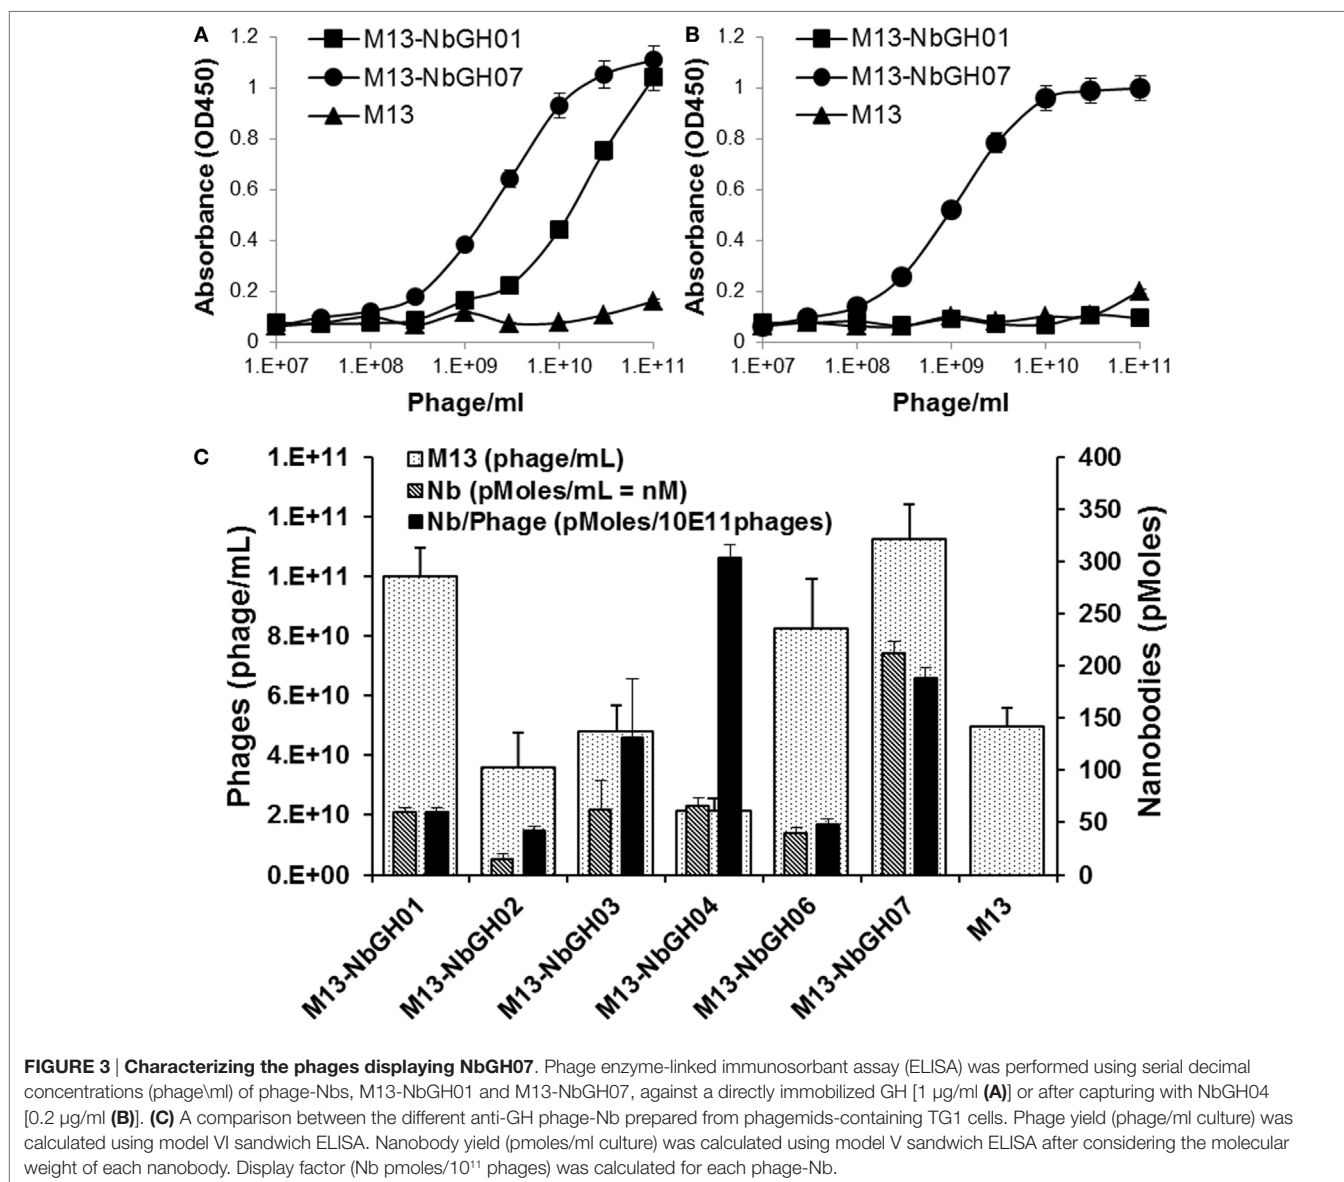 A
M13-NbGH01
M13-NbGH07
M13
Absorbance (OD450)
1.2
1
0.8
0.6
0.4
0.2
0
1.E+07 1.E+08 1.E+09 1.E+10 1.E+11
Phage/ml
B
M13-NbGH01
M13-NbGH07
M13
Absorbance (OD450)
1.2
1
0.8
0.6
0.4
0.2
0
1.E+07 1.E+08 1.E+09 1.E+10 1.E+11
Phage/ml
C
M13 (phage/mL)
Nb (pMoles/mL = nM)
Nb/Phage (pMoles/10E11phages)
Phages (phage/mL)
1.E+11
1.E+11
1.E+11
8.E+10
6.E+10
4.E+10
2.E+10
0.E+00
400
350
300
250
200
150
100
50
0
Nanobodies (pMoles)
M13-NbGH01
M13-NbGH02
M13-NbGH03
M13-NbGH04
M13-NbGH06
M13-NbGH07
M13
FIGURE 3 | Characterizing the phages displaying NbGH07. Phage enzyme-linked immunosorbant assay (ELISA) was performed using serial decimal
concentrations (phage\ml) of phage-Nbs, M13-NbGH01 and M13-NbGH07, against a directly immobilized GH [1 µg/ml (A)] or after capturing with NbGH04
[0.2 µg/ml (B)]. (C) A comparison between the different anti-GH phage-Nb prepared from phagemids-containing TG1 cells. Phage yield (phage/ml culture) was
calculated using model VI sandwich ELISA. Nanobody yield (pmoles/ml culture) was calculated using model V sandwich ELISA after considering the molecular
weight of each nanobody. Display factor (Nb pmoles/10¹¹ phages) was calculated for each phage-Nb.